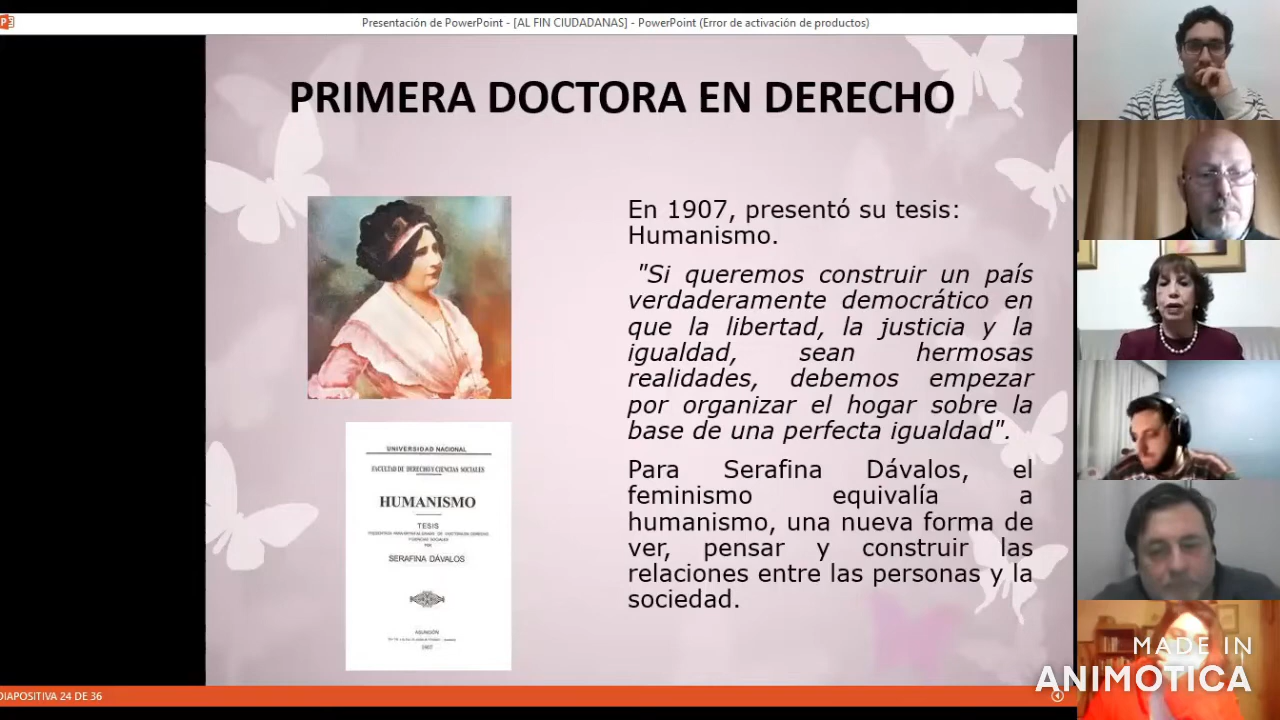 Presentación de PowerPoint - [AL FIN CIUDADANAS] - PowerPoint (Error de activación de productos)
PRIMERA DOCTORA EN DERECHO
En 1907, presentó su tesis:
Humanismo.
"Si queremos construir un país
verdaderamente democrático en
que la libertad, la justicia y la
igualdad, sean hermosas
realidades, debemos empezar
por organizar el hogar sobre la
base de una perfecta igualdad".
Para Serafina Dávalos, el
feminismo equivalía a
humanismo, una nueva forma de
ver, pensar y construir las
relaciones entre las personas y la
sociedad.
UNIVERSIDAD NACIONAL
FACULTAD DE DERECHO Y CIENCIAS SOCIALES
HUMANISMO
TESIS
SERAFINA DÁVALOS
ASUNCIÓN
1907
DIAPOSITIVA 24 DE 36
MADE IN
ANIMOTICA